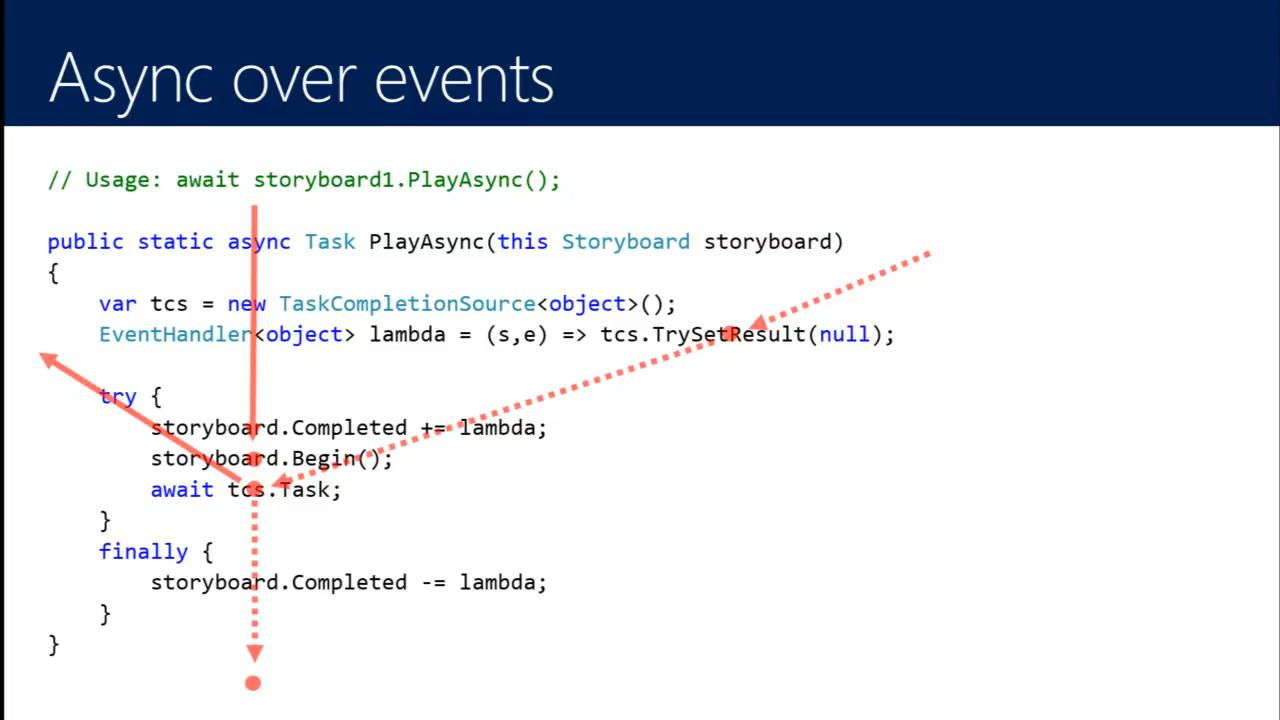 Async over events
// Usage: await storyboard1.PlayAsync();
public static async Task PlayAsync(this Storyboard storyboard)
{
var tcs = new TaskCompletionSource<object>();
EventHandler<object> lambda = (s,e) => tcs.TrySetResult(null);
try {
storyboard.Completed += lambda;
storyboard.Begin();
await tcs.Task;
}
finally {
storyboard.Completed -= lambda;
}
}